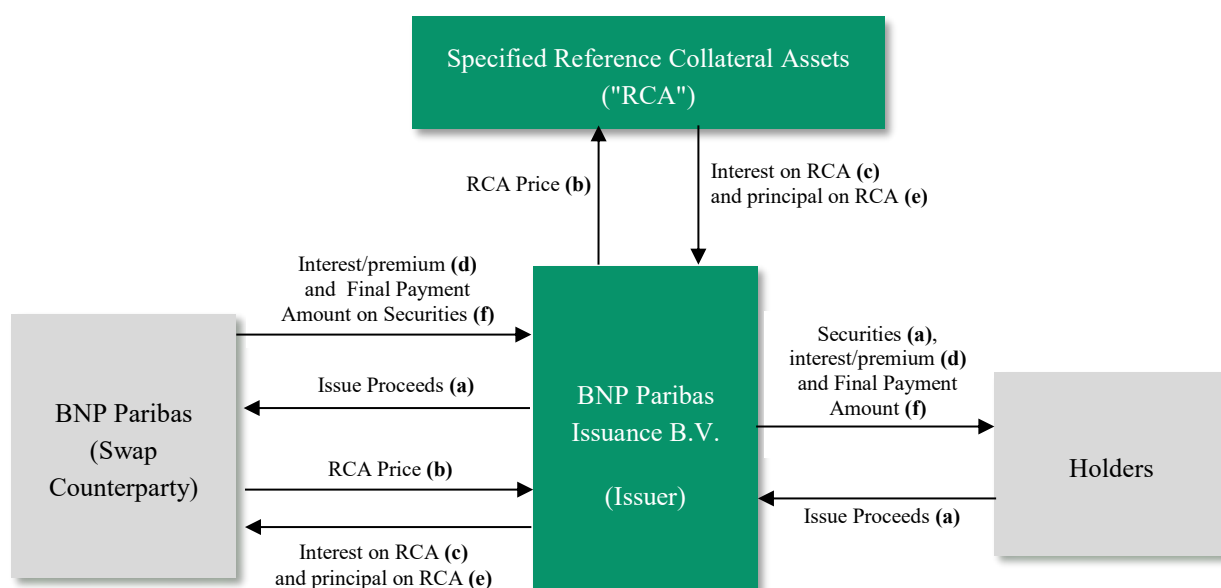 Specified Reference Collateral Assets
("RCA")
RCA Price (b)
Interest on RCA (c)
and principal on RCA (e)
Interest/premium (d)
and Final Payment
Amount on Securities (f)
Issue Proceeds (a)
RCA Price (b)
Interest on RCA (c)
and principal on RCA (e)
BNP Paribas
(Swap
Counterparty)
BNP Paribas
Issuance B.V.
(Issuer)
Securities (a),
interest/premium (d)
and Final Payment
Amount (f)
Issue Proceeds (a)
Holders